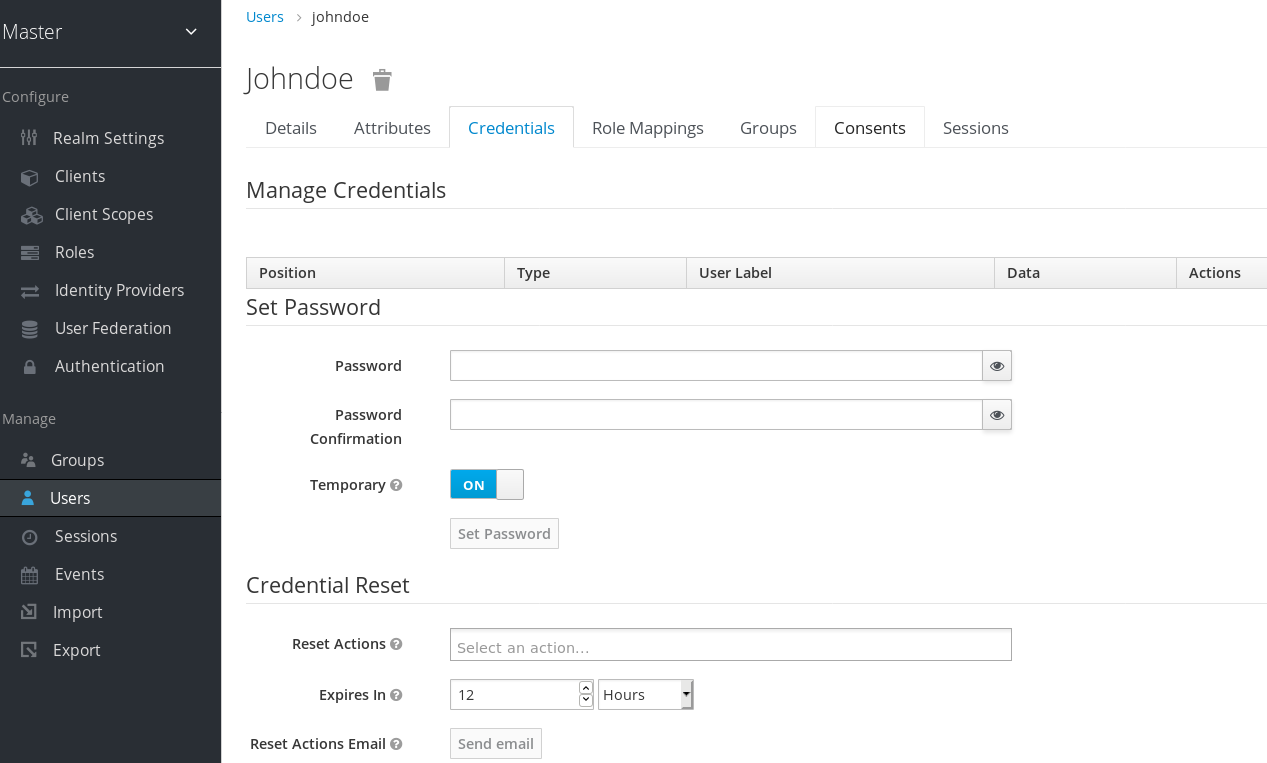 Master
Configure
Realm Settings
Clients
Client Scopes
Roles
Identity Providers
User Federation
Authentication
Manage
Groups
Users
Sessions
Events
Import
Export
Users > johndoe
Johndoe
Details Attributes Credentials Role Mappings Groups Consents Sessions
Manage Credentials
Position Type User Label Data Actions
Set Password
Password
Password
Confirmation
Temporary ON
Set Password
Credential Reset
Reset Actions Select an action...
Expires In 12 Hours
Reset Actions Email Send email